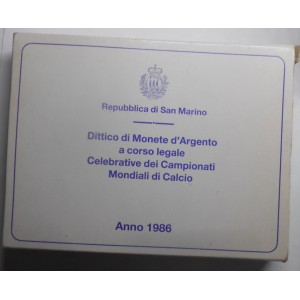 Repubblica di San Marino
Dittico di Monete d'Argento
a corso legale
Celebrative dei Campionati
Mondiali di Calcio
Anno 1986